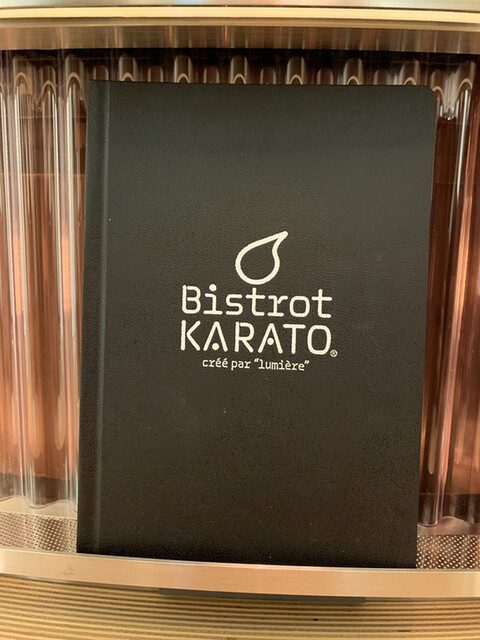 Bistrot
KARATO®
créé par "lumière"